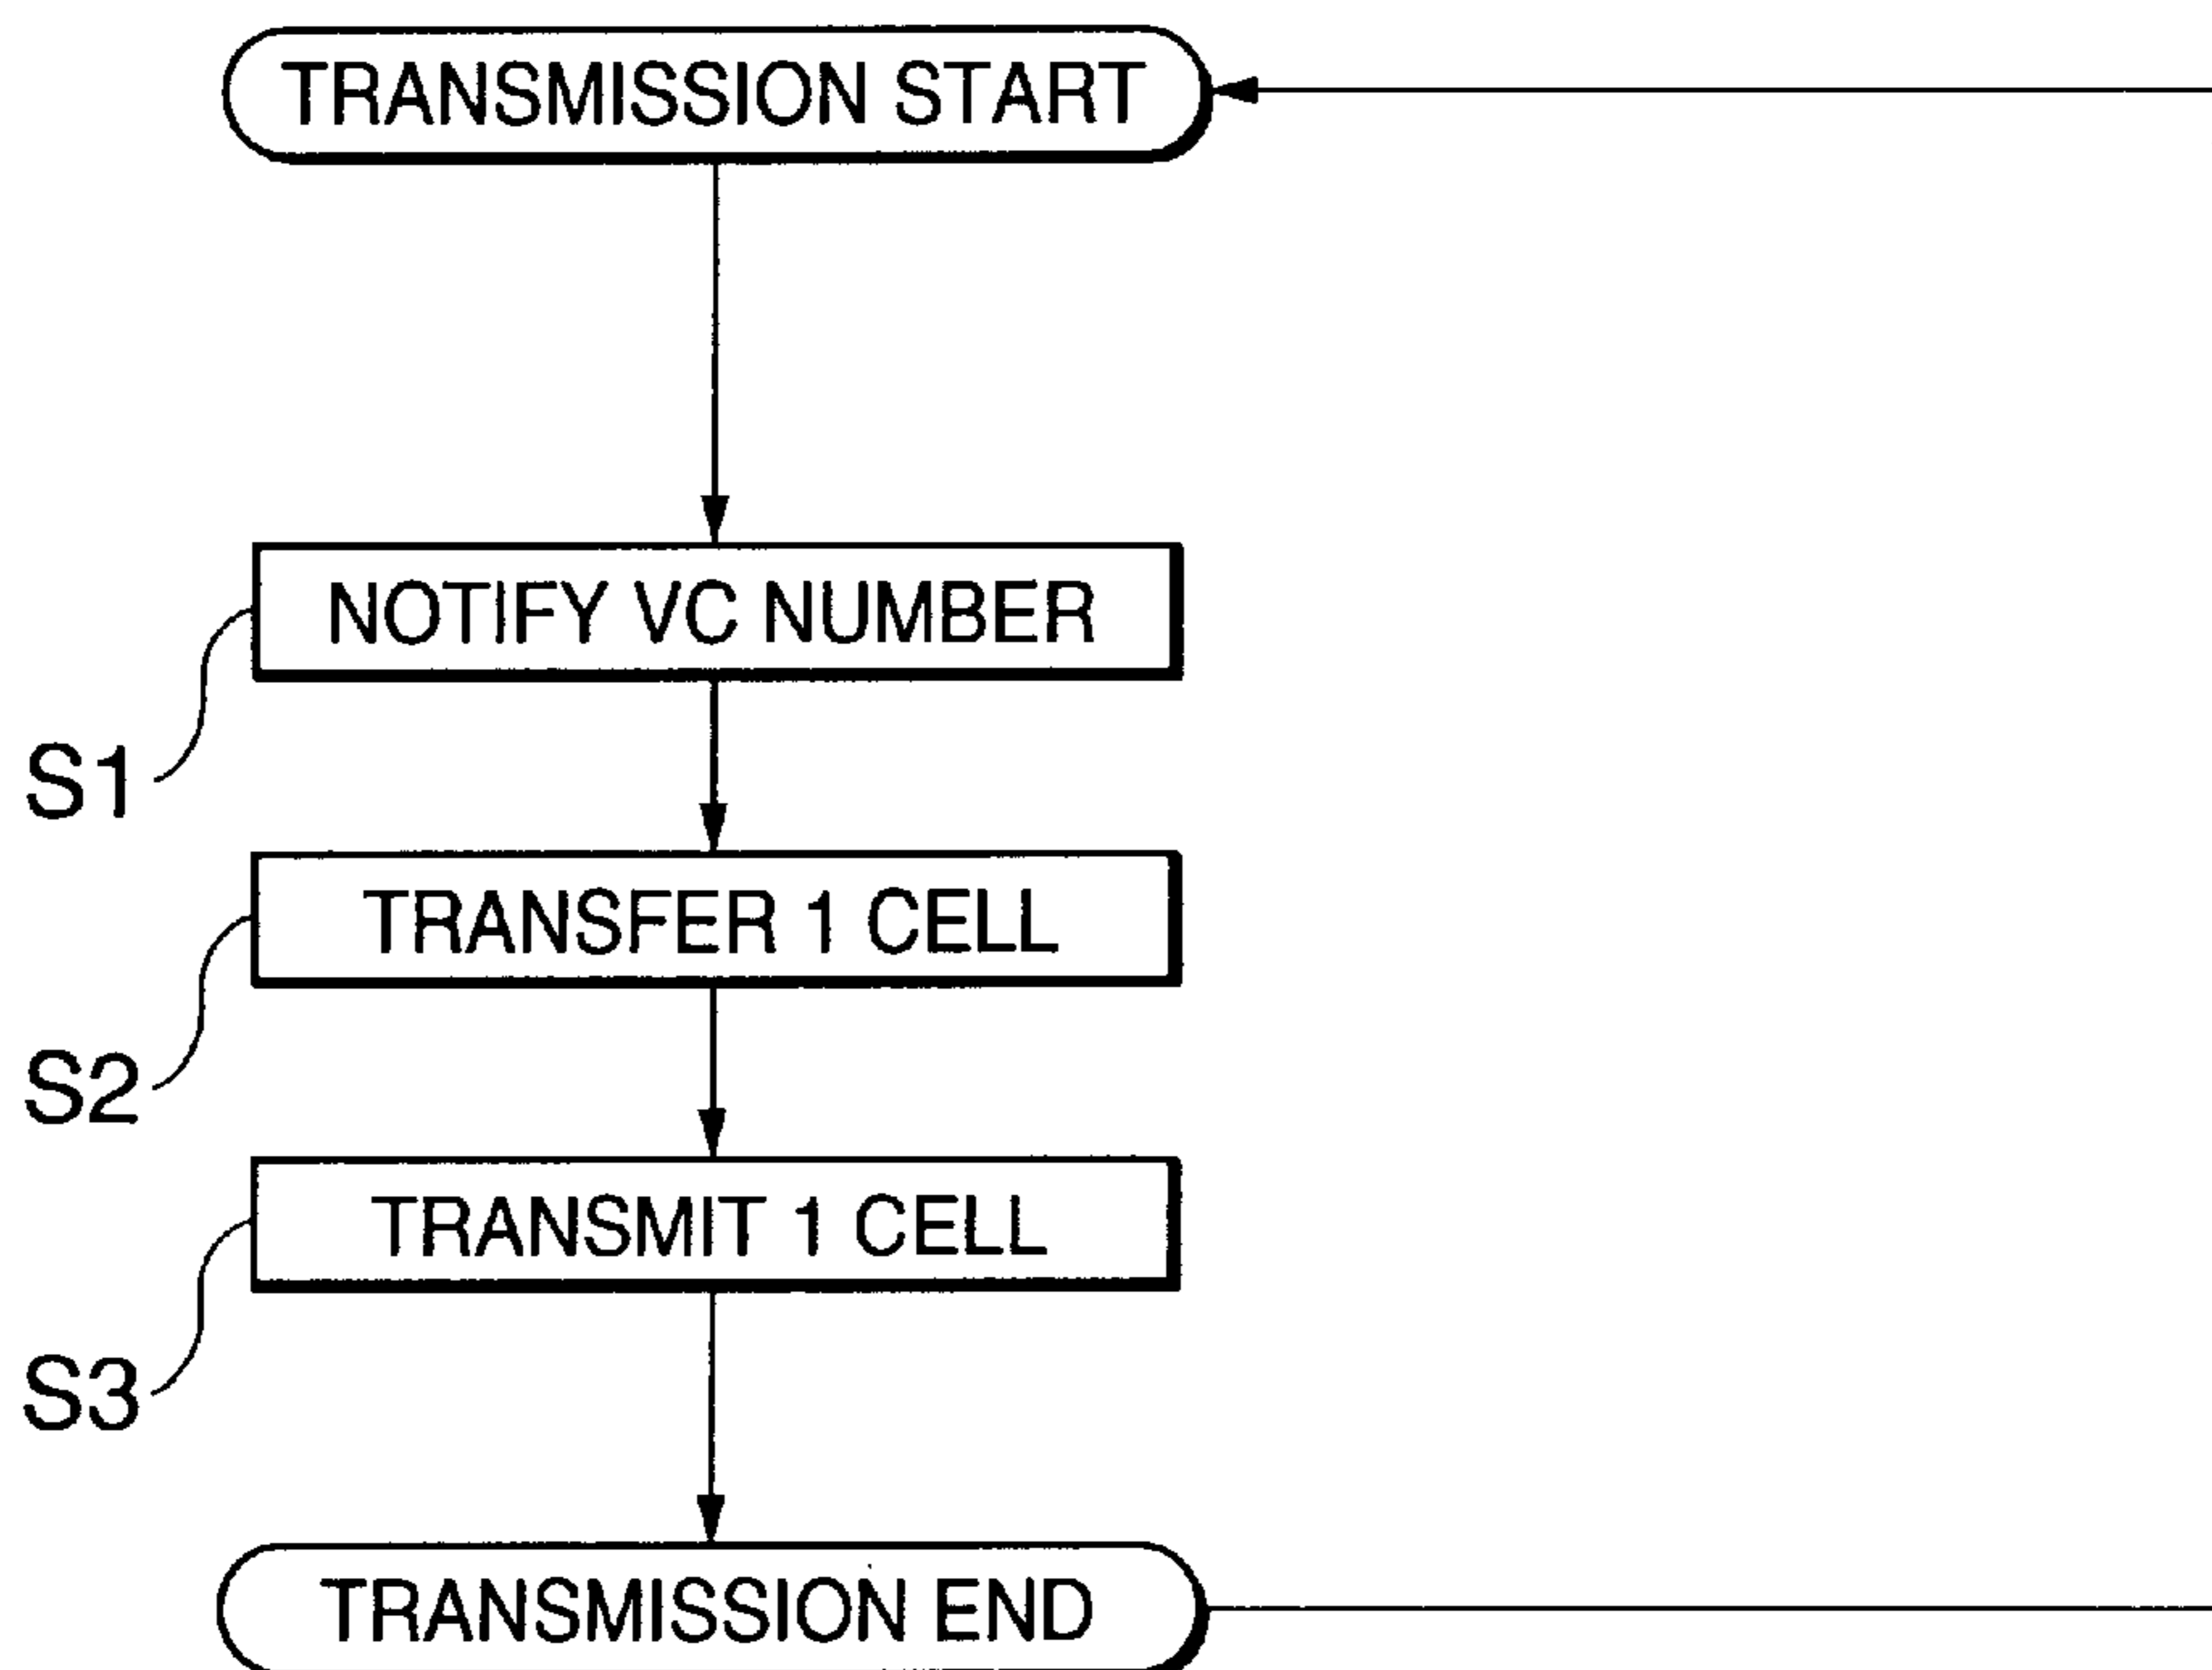 TRANSMISSION START
NOTIFY VC NUMBER
S1
TRANSFER 1 CELL
S2
TRANSMIT 1 CELL
S3
TRANSMISSION END